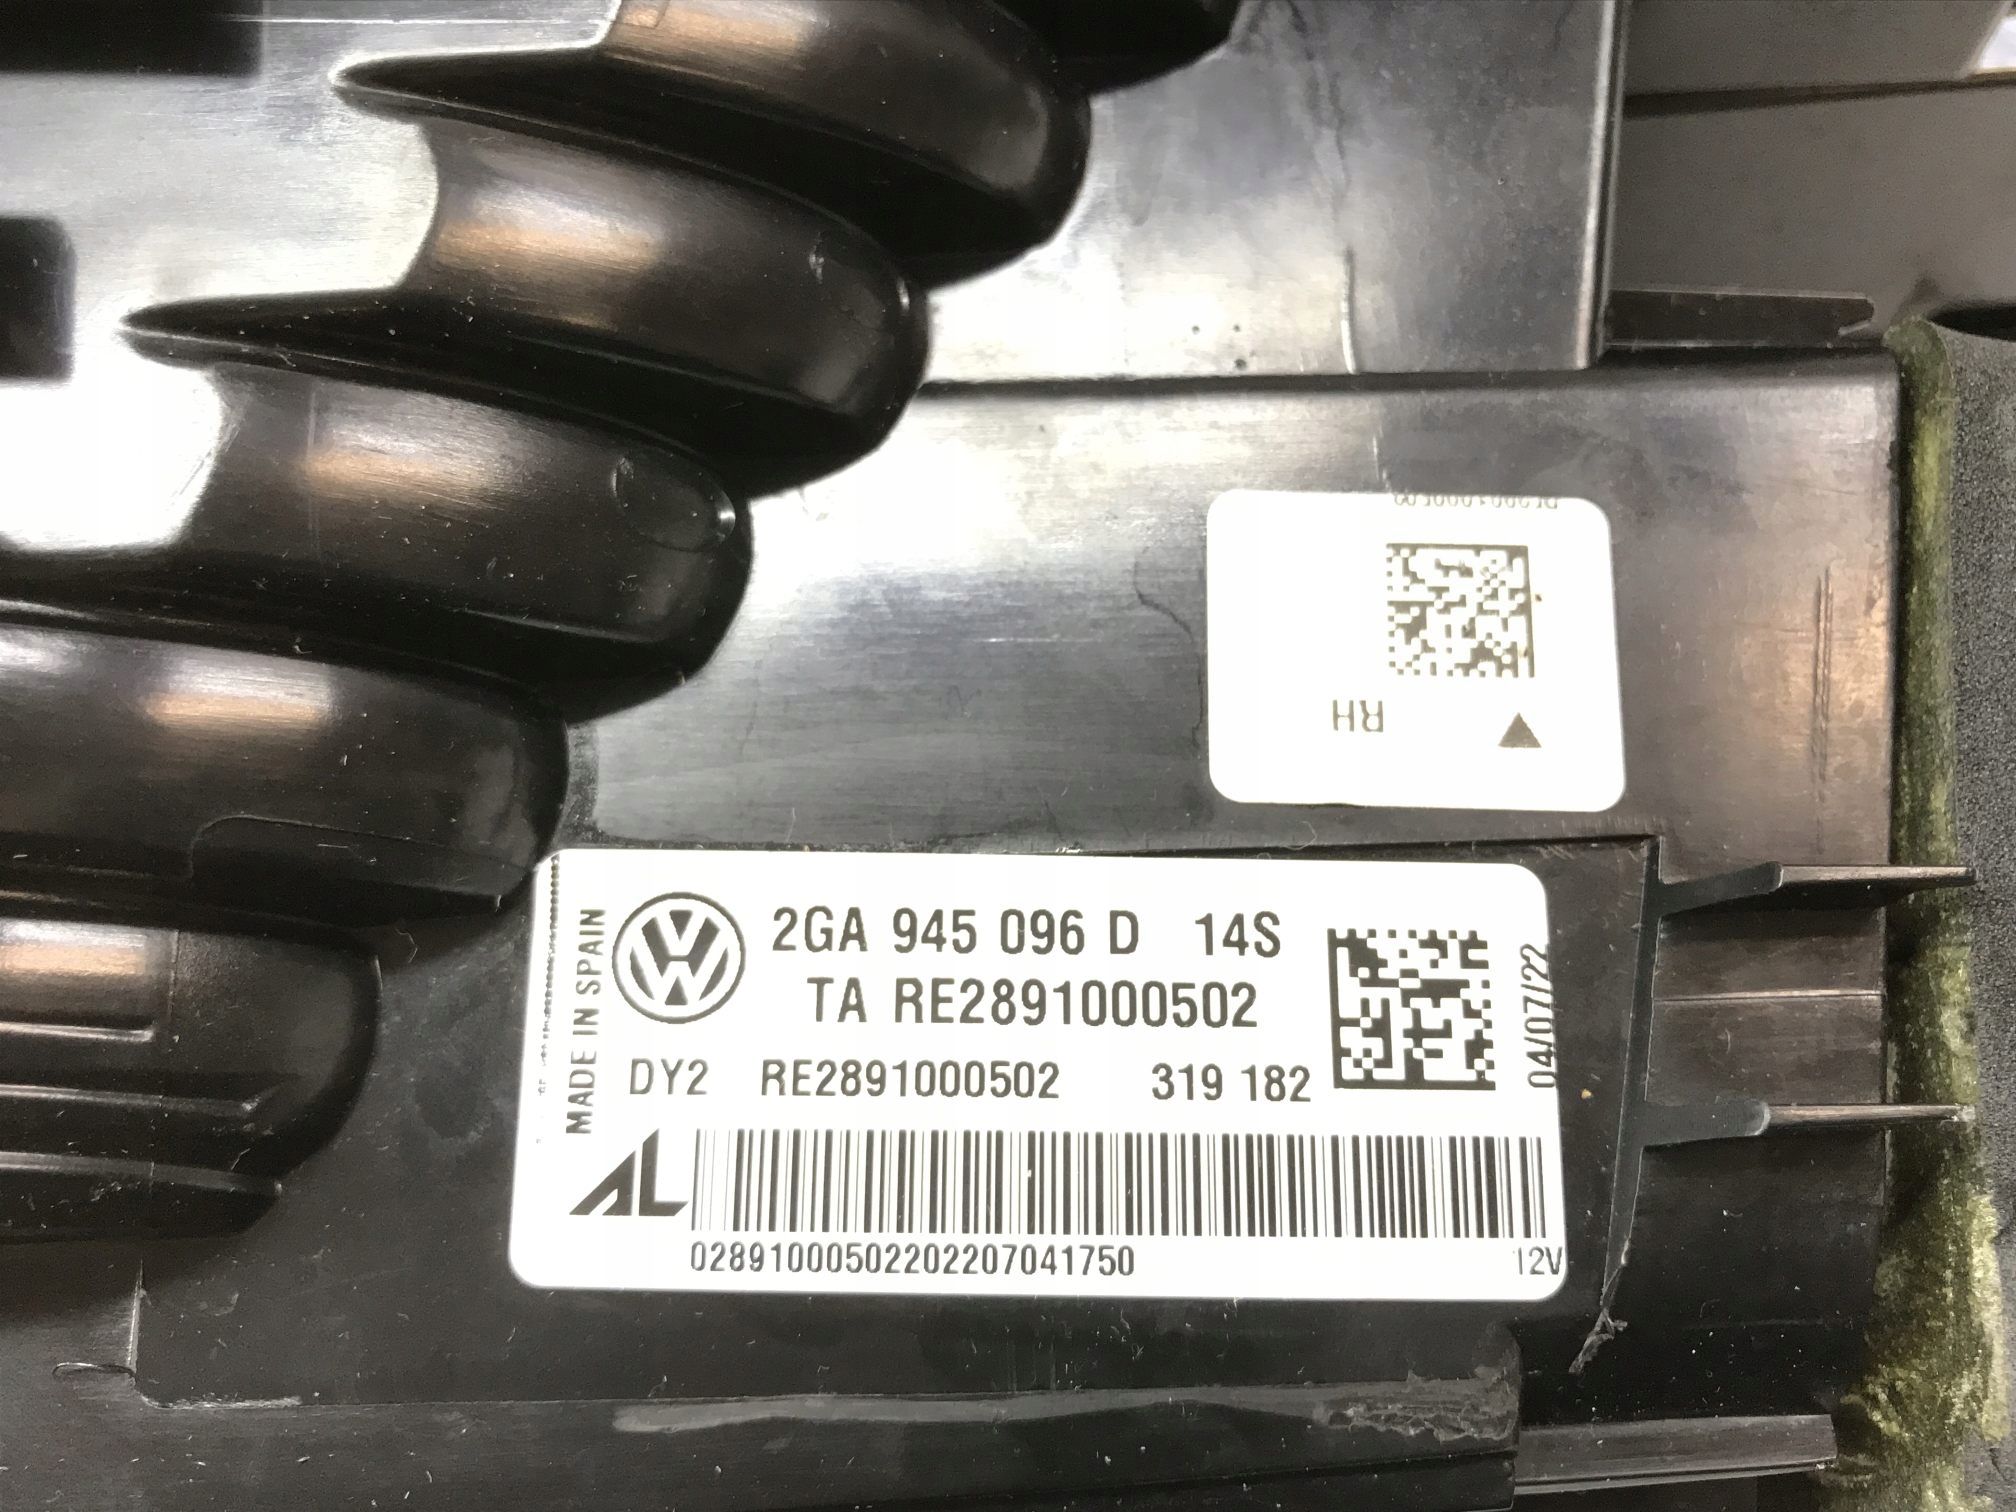 RH
MADE IN SPAIN
2GA 945 096 D 14S
TA RE2891000502
DY2 RE2891000502 319 182
04/07/22
AL
02891000502202207041750 12V